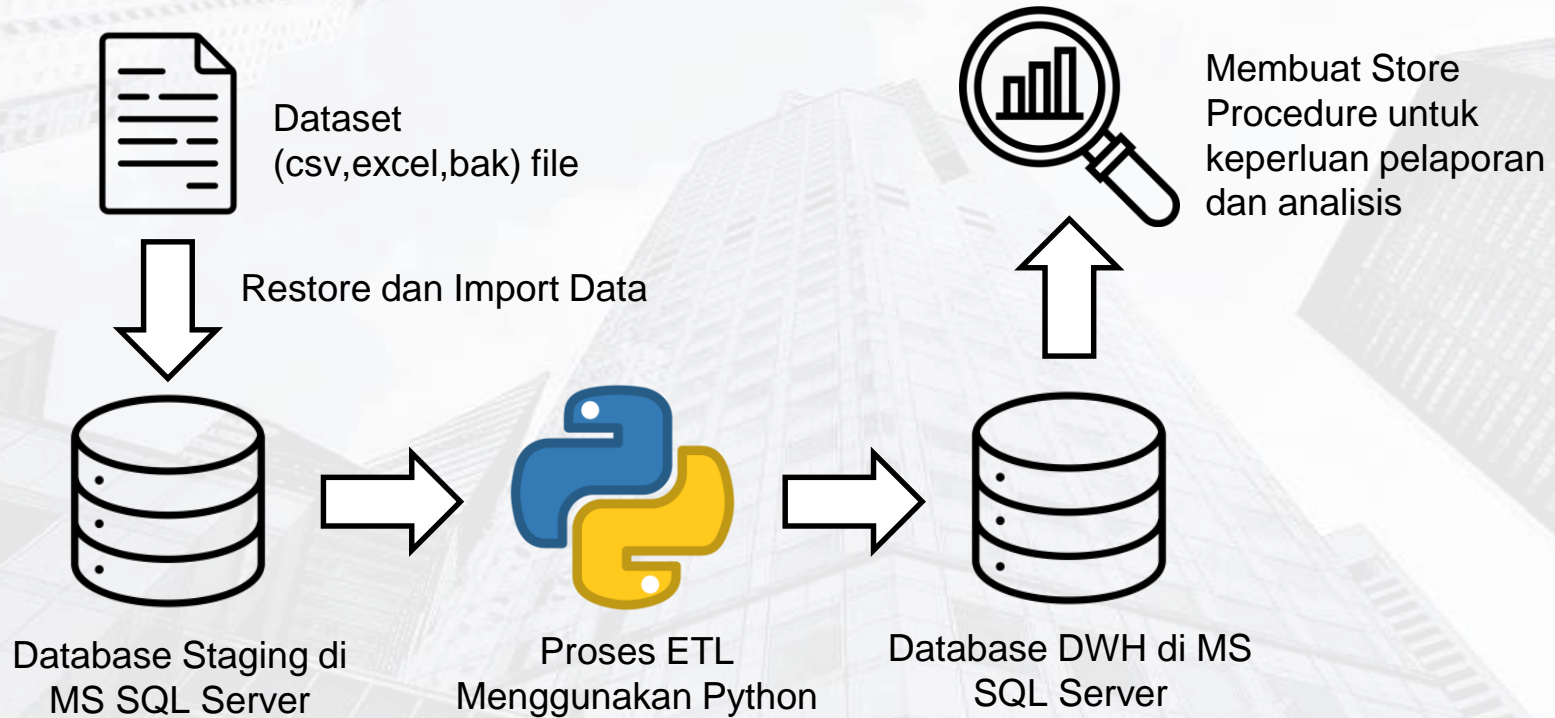 Dataset
(csv,excel,bak) file
Restore dan Import Data
Database Staging di
MS SQL Server
Proses ETL
Menggunakan Python
Database DWH di MS
SQL Server
Membuat Store
Procedure untuk
keperluan pelaporan
dan analisis